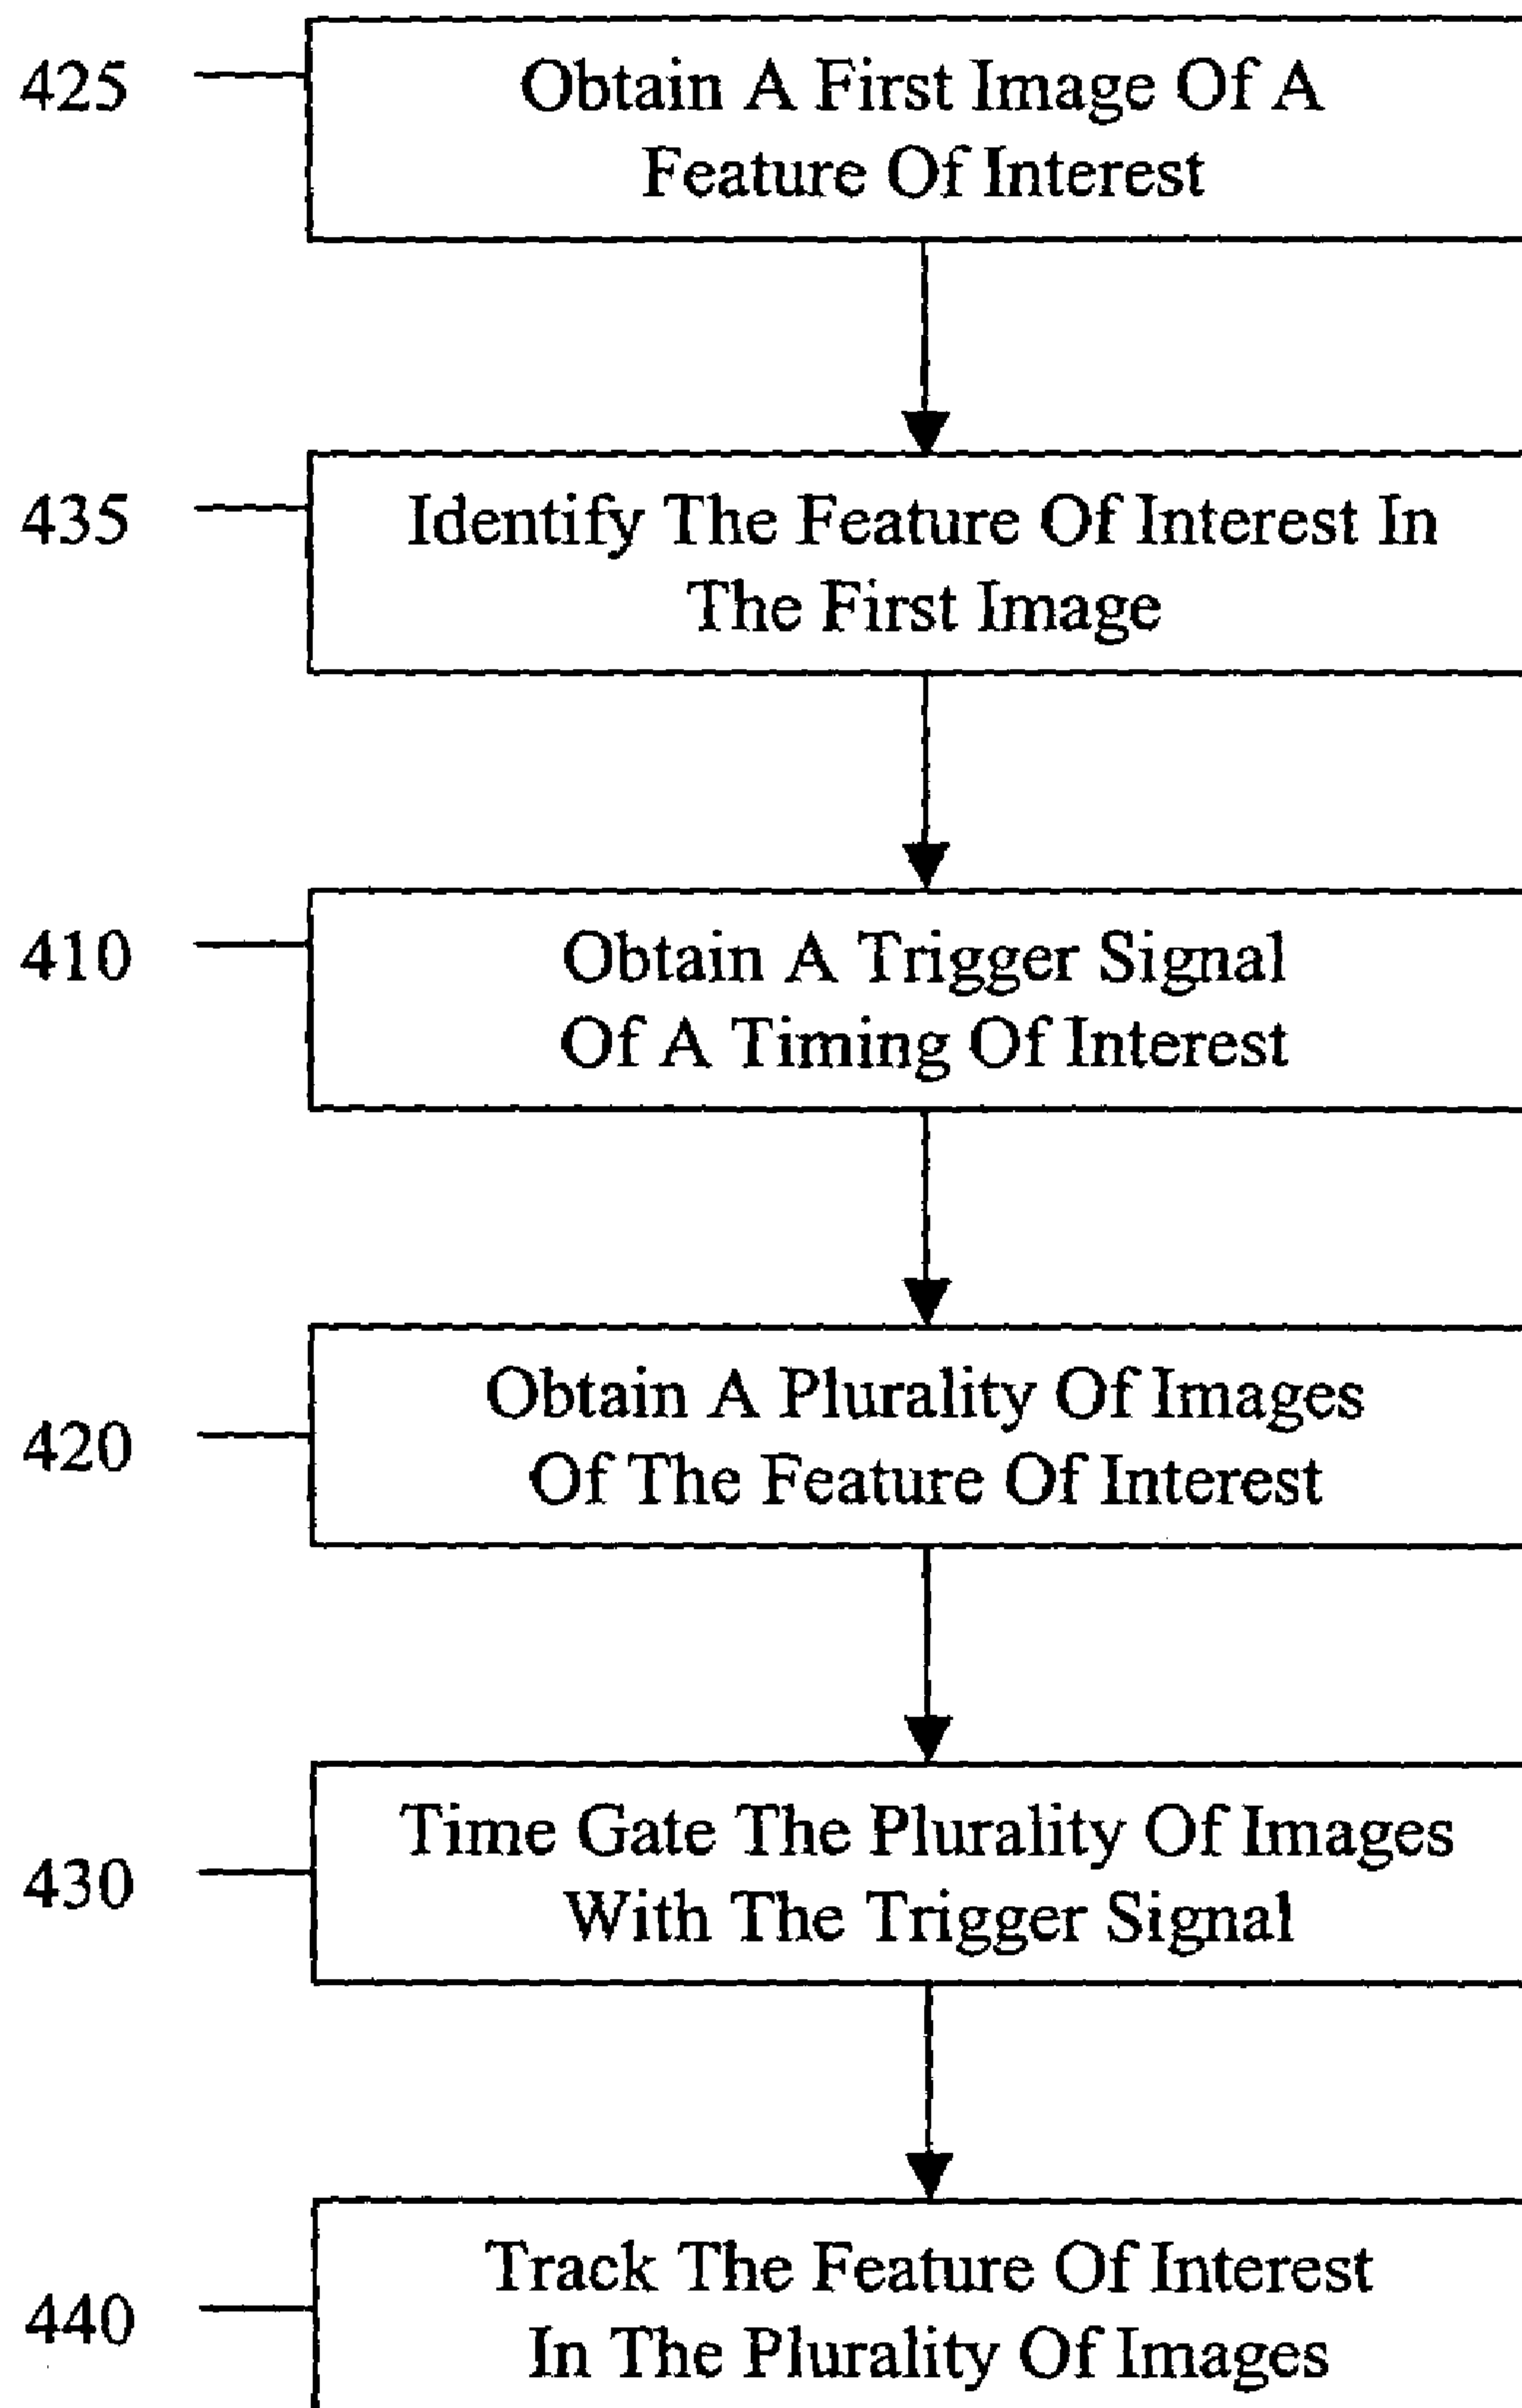 425
Obtain A First Image Of A
Feature Of Interest
435
Identify The Feature Of Interest In
The First Image
410
Obtain A Trigger Signal
Of A Timing Of Interest
420
Obtain A Plurality Of Images
Of The Feature Of Interest
430
Time Gate The Plurality Of Images
With The Trigger Signal
440
Track The Feature Of Interest
In The Plurality Of Images